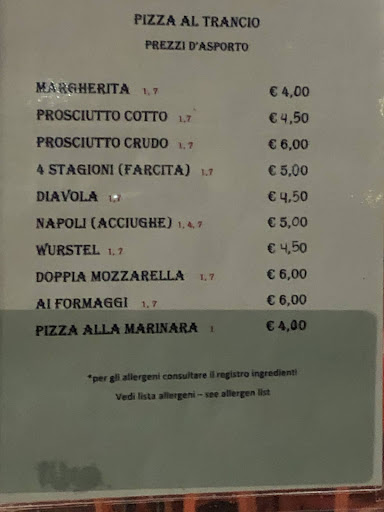 PIZZA AL TRANCIO
PREZZI D'ASPORTO
MARGHERITA 1,7 € 4,00
PROSCIUTTO COTTO 1,7 € 4,50
PROSCIUTTO CRUDO 1,7 € 6,00
4 STAGIONI (FARCITA) 1,7 € 5,00
DIAVOLA 1,7 € 4,50
NAPOLI (ACCIUGHE) 1,4,7 € 5,00
WURSTEL 1,7 € 4,50
DOPPIA MOZZARELLA 1,7 € 6,00
AI FORMAGGI 1,7 € 6,00
PIZZA ALLA MARINARA 1 € 4,00
*per gli allergeni consultare il registro ingredienti
Vedi lista allergeni – see allergen list